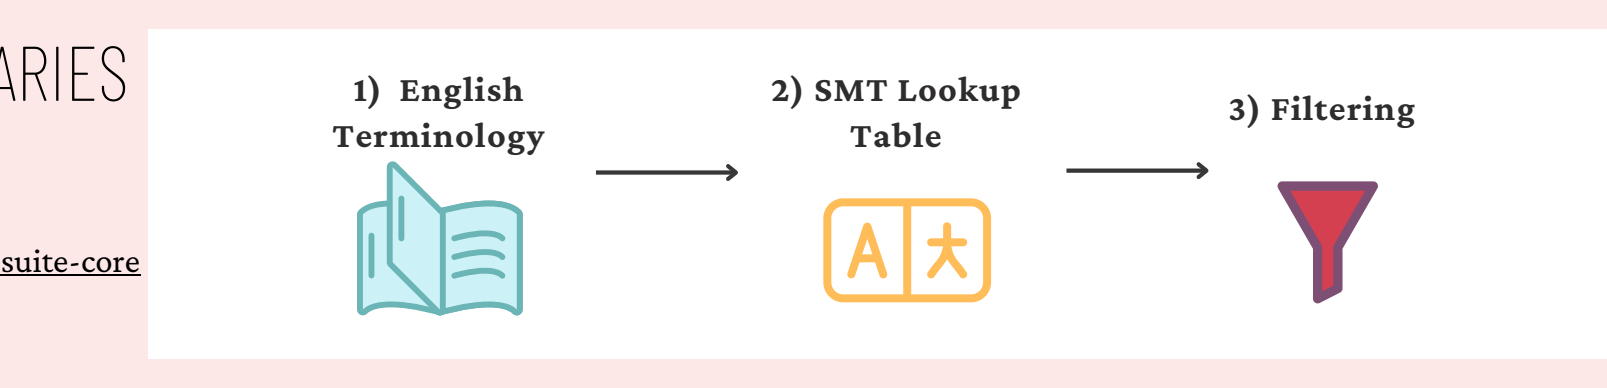 ARIES
1) English
Terminology
2) SMT Lookup
Table
3) Filtering
A
suite-core